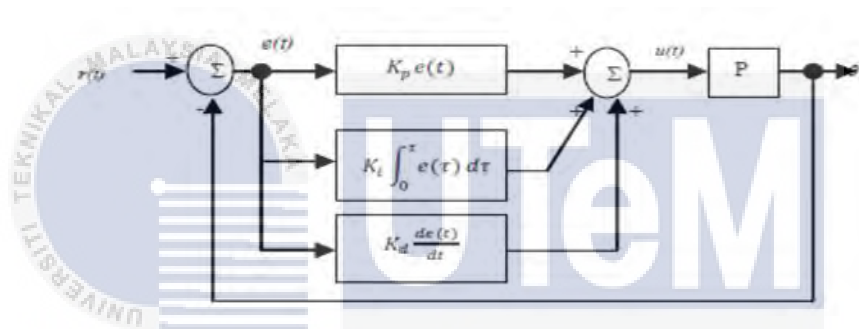 e(t)
r(t)
+
Σ
-
K_p e(t)
+
Σ
+
+
u(t)
P
K_i ∫_0^τ e(τ) dτ
K_d de(t)/dt
UNIVERSITI TEKNIKAL MALAYSIA MELAKA
UTeM